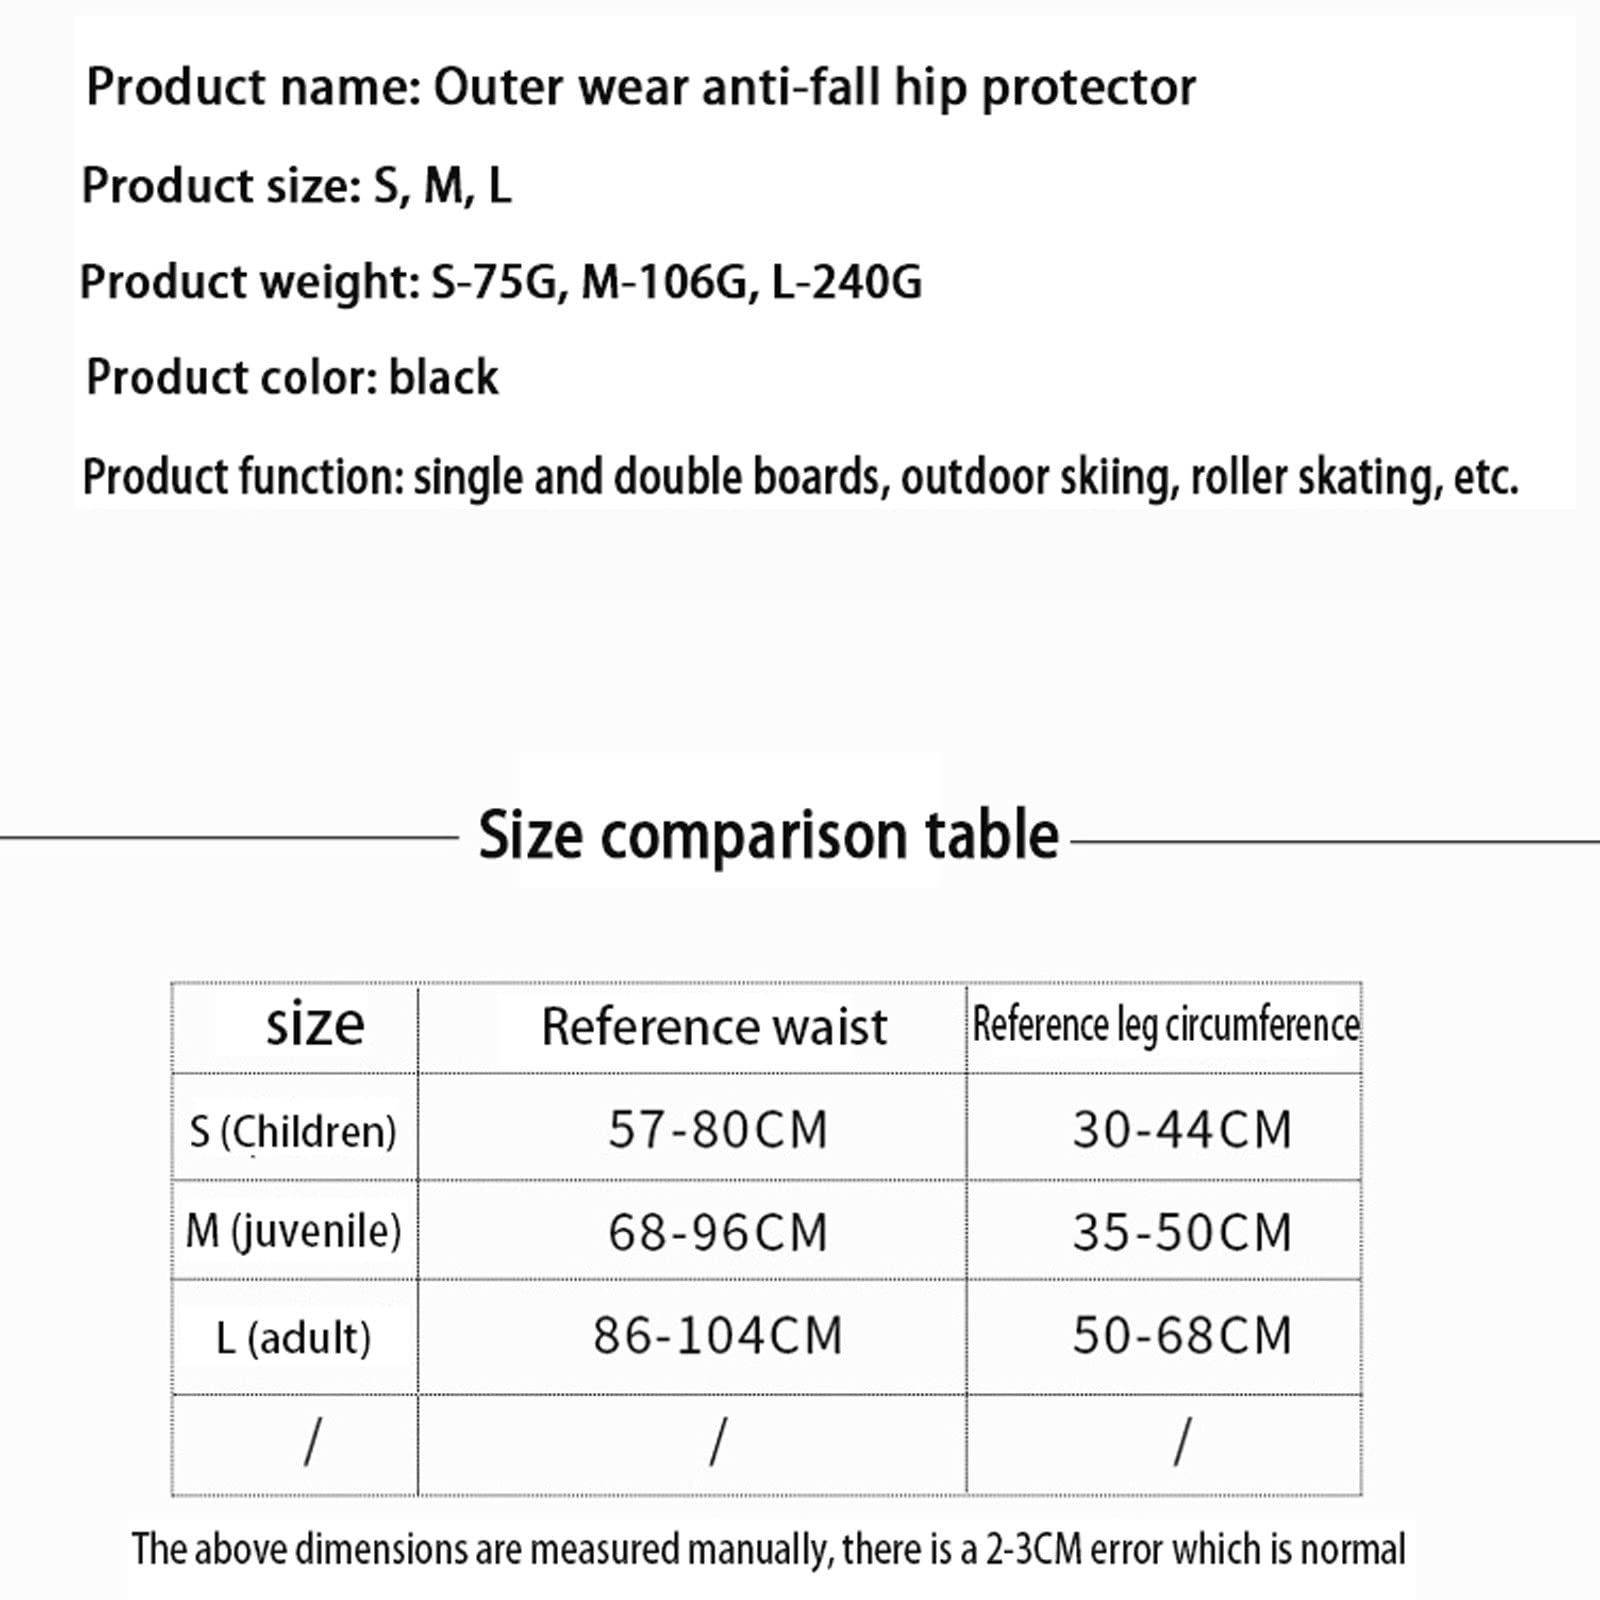 Product name: Outer wear anti-fall hip protector
Product size: S, M, L
Product weight: S-75G, M-106G, L-240G
Product color: black
Product function: single and double boards, outdoor skiing, roller skating, etc.
Size comparison table
size Reference waist Reference leg circumference
S (Children) 57-80CM 30-44CM
M (juvenile) 68-96CM 35-50CM
L (adult) 86-104CM 50-68CM
/ / /
The above dimensions are measured manually, there is a 2-3CM error which is normal